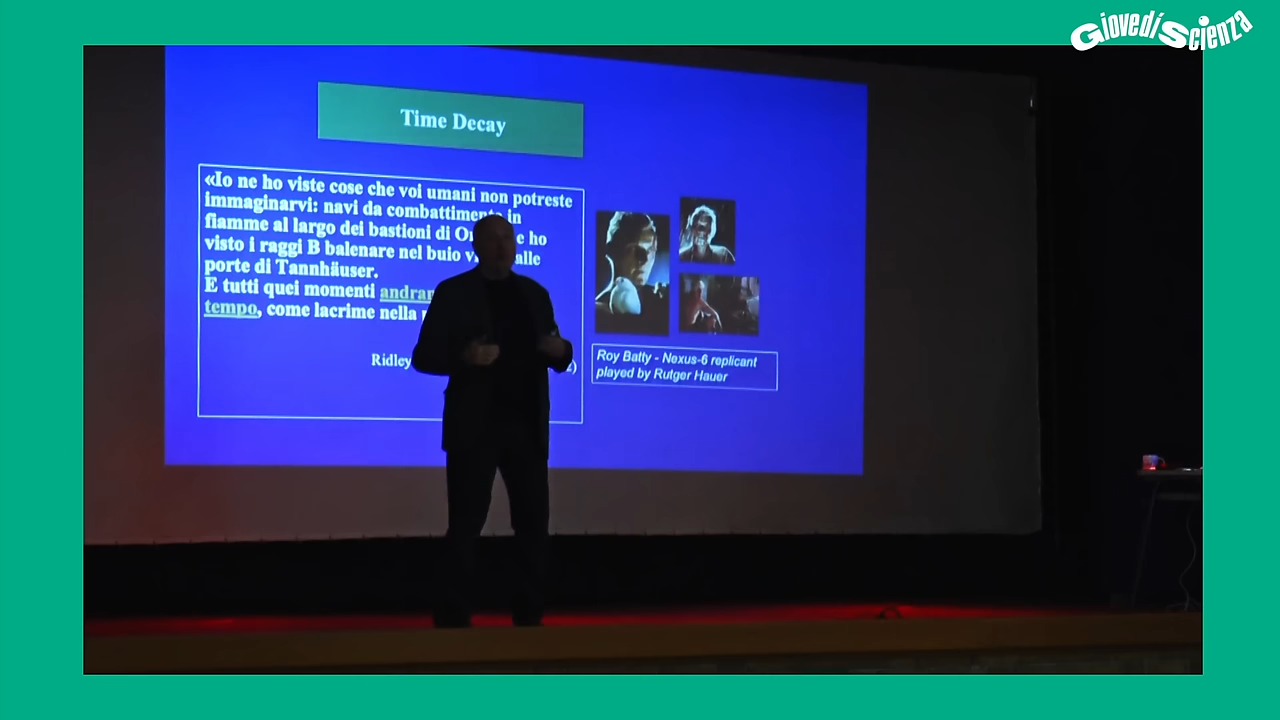 GiovedìScienza
Time Decay
«Io ne ho viste cose che voi umani non potreste
immaginarvi: navi da combattimento in
fiamme al largo dei bastioni di e ho
visto i raggi B balenare nel buio alle
porte di Tannhäuser.
E tutti quei momenti
tempo, come lacrime nella
Ridley
Roy Batty - Nexus-6 replicant
played by Rutger Hauer